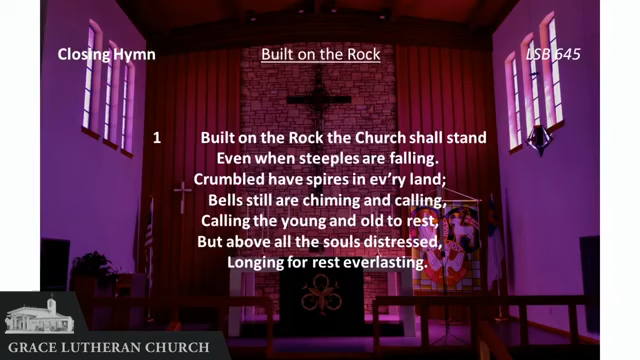 Closing Hymn
Built on the Rock
LSB 645
1 Built on the Rock the Church shall stand
Even when steeples are falling.
Crumbled have spires in ev'ry land;
Bells still are chiming and calling,
Calling the young and old to rest,
But above all the souls distressed,
Longing for rest everlasting.
GRACE LUTHERAN CHURCH